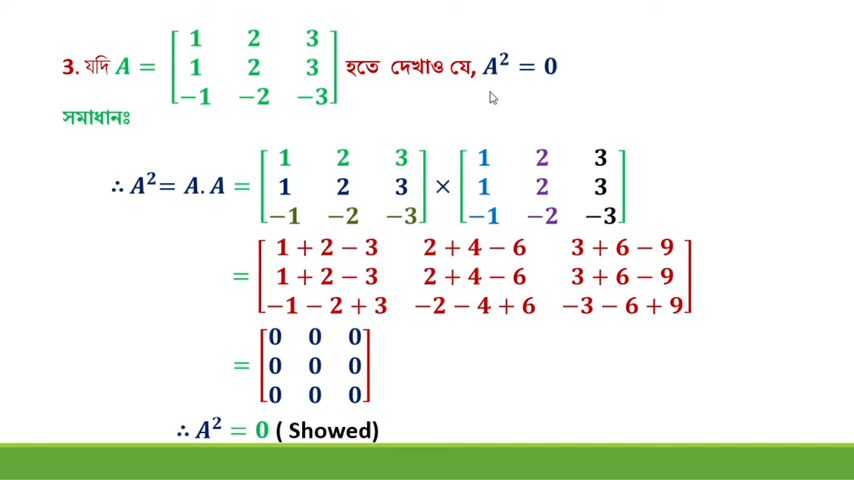 3. যদি A = [ 1 2 3
1 2 3
−1 −2 −3 ] হতে দেখাও যে, A² = 0
সমাধানঃ
∴ A² = A. A = [ 1 2 3
1 2 3
−1 −2 −3 ] × [ 1 2 3
1 2 3
−1 −2 −3 ]
= [ 1 + 2 − 3 2 + 4 − 6 3 + 6 − 9
1 + 2 − 3 2 + 4 − 6 3 + 6 − 9
−1 − 2 + 3 −2 − 4 + 6 −3 − 6 + 9 ]
= [ 0 0 0
0 0 0
0 0 0 ]
∴ A² = 0 ( Showed)